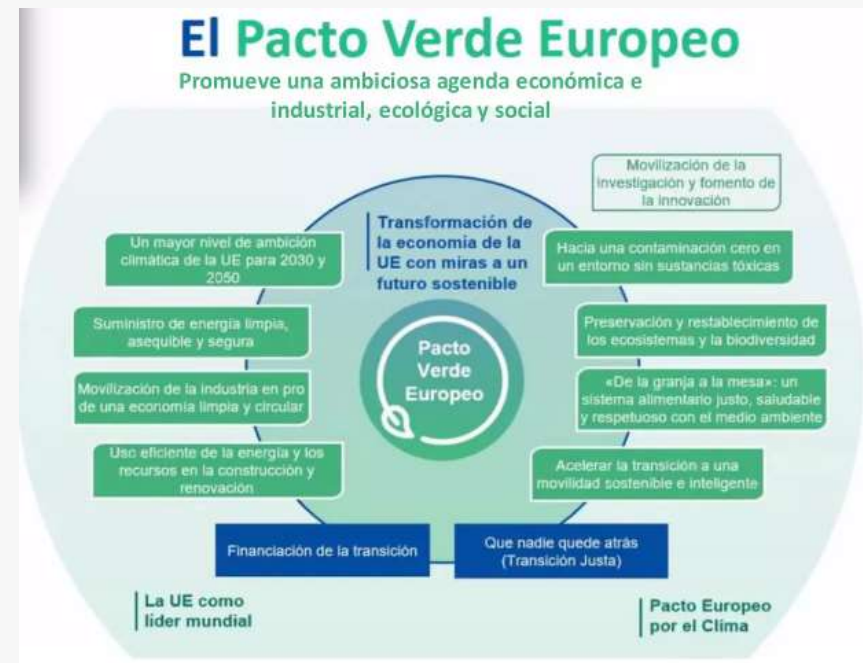 El Pacto Verde Europeo
Promueve una ambiciosa agenda económica e
industrial, ecológica y social
Movilización de la
investigación y fomento de
la innovación
Transformación de
la economía de la
UE con miras a un
futuro sostenible
Un mayor nivel de ambición
climática de la UE para 2030 y
2050
Suministro de energía limpia,
asequible y segura
Movilización de la industria en pro
de una economía limpia y circular
Uso eficiente de la energía y los
recursos en la construcción y
renovación
Pacto
Verde
Europeo
Hacia una contaminación cero en
un entorno sin sustancias tóxicas
Preservación y restablecimiento de
los ecosistemas y la biodiversidad
«De la granja a la mesa»: un
sistema alimentario justo, saludable
y respetuoso con el medio ambiente
Acelerar la transición a una
movilidad sostenible e inteligente
Financiación de la transición
Que nadie quede atrás
(Transición Justa)
La UE como
líder mundial
Pacto Europeo
por el Clima